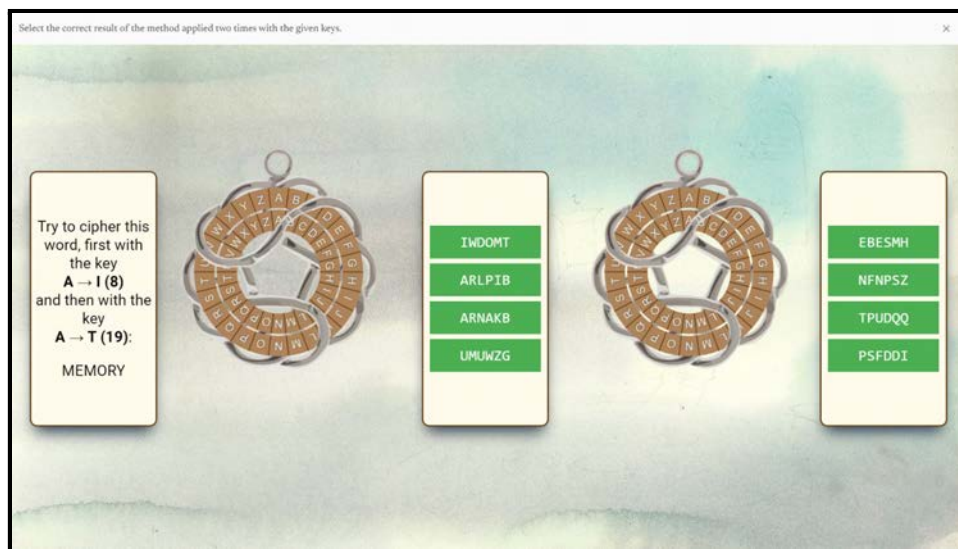 Select the correct result of the method applied two times with the given keys.
×
Try to cipher this
word, first with
the key
A → I (8)
and then with the
key
A → T (19):
MEMORY
IWDOMT
ARLPIB
ARNAKB
UMUWZG
EBESMH
NFNPSZ
TPUDQQ
PSFDDI